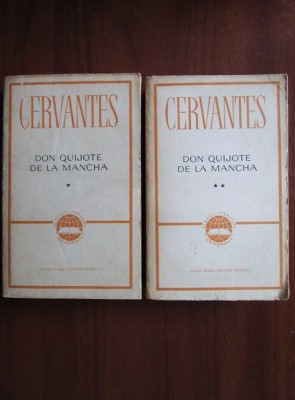 CERVANTES
DON QUIJOTE
DE LA MANCHA
*
CERVANTES
DON QUIJOTE
DE LA MANCHA
**